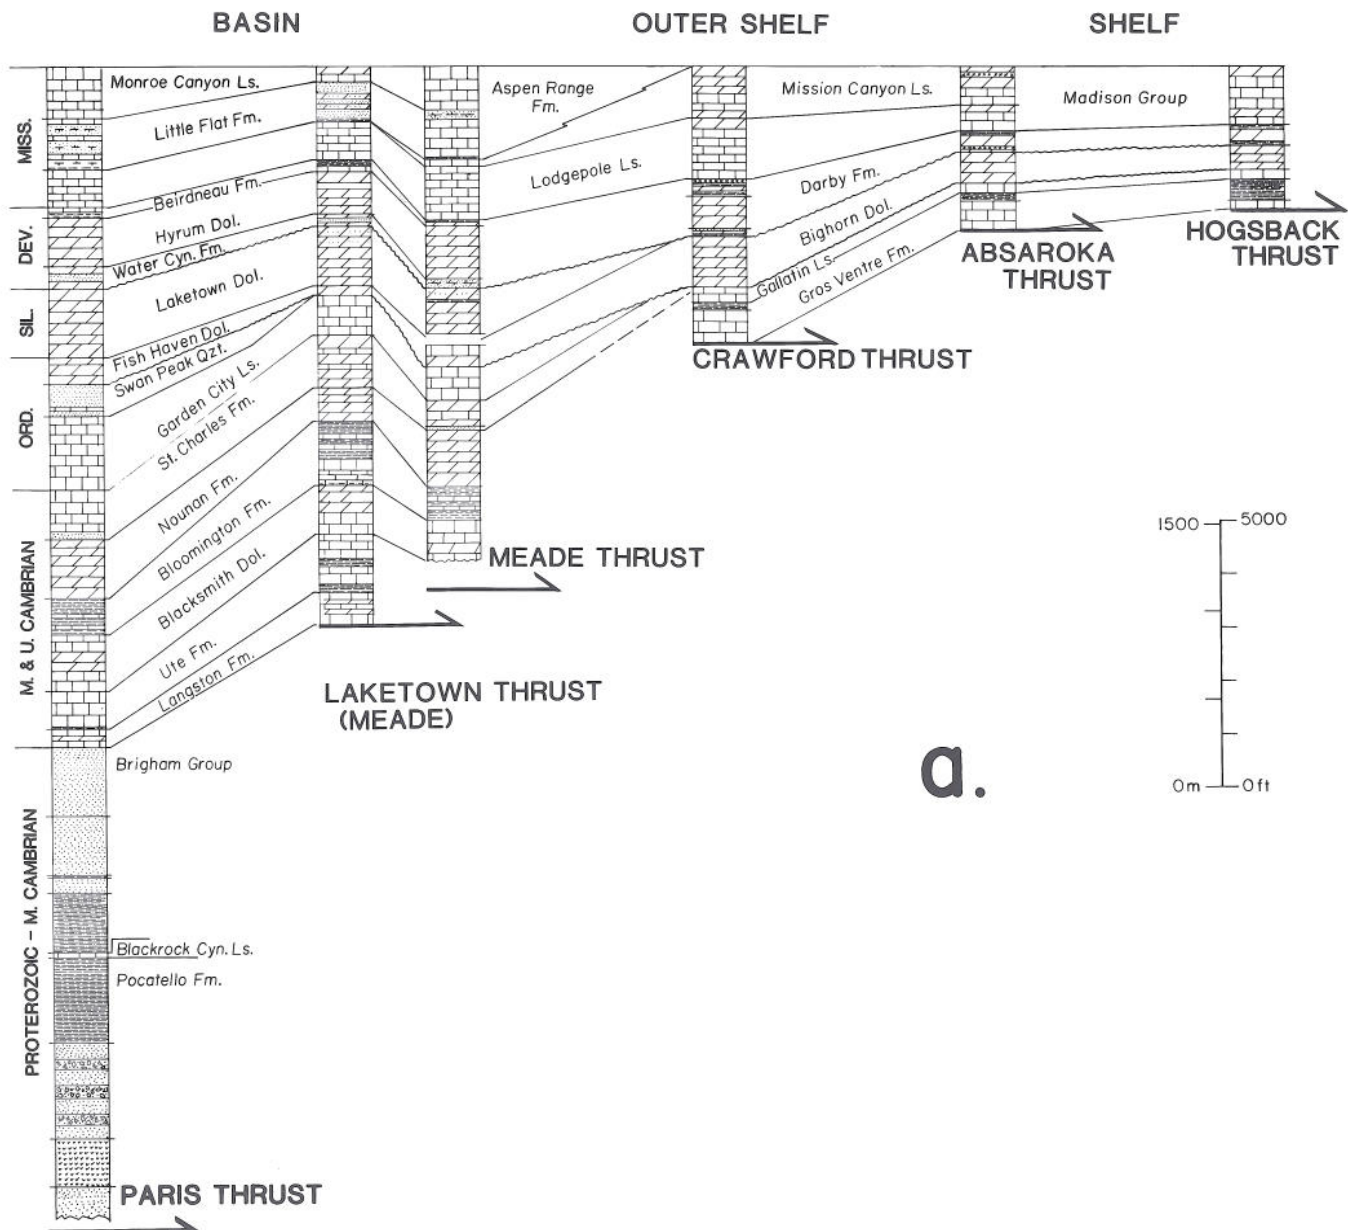 BASIN
OUTER SHELF
SHELF
MISS.
DEV.
SIL.
ORD.
M. & U. CAMBRIAN
PROTEROZOIC - M. CAMBRIAN
Monroe Canyon Ls.
Little Flat Fm.
Beirdneau Fm.
Hyrum Dol.
Water Cyn. Fm.
Laketown Dol.
Fish Haven Dol.
Swan Peak Qzt.
Garden City Ls.
St. Charles Fm.
Nounan Fm.
Bloomington Fm.
Blacksmith Dol.
Ute Fm.
Langston Fm.
Brigham Group
Blackrock Cyn. Ls.
Pocatello Fm.
PARIS THRUST
LAKETOWN THRUST
(MEADE)
MEADE THRUST
Aspen Range
Fm.
Lodgepole Ls.
Mission Canyon Ls.
Darby Fm.
Bighorn Dol.
Gallatin Ls.
Gros Ventre Fm.
CRAWFORD THRUST
Madison Group
ABSAROKA
THRUST
HOGSBACK
THRUST
1500 5000
0m 0ft
a.